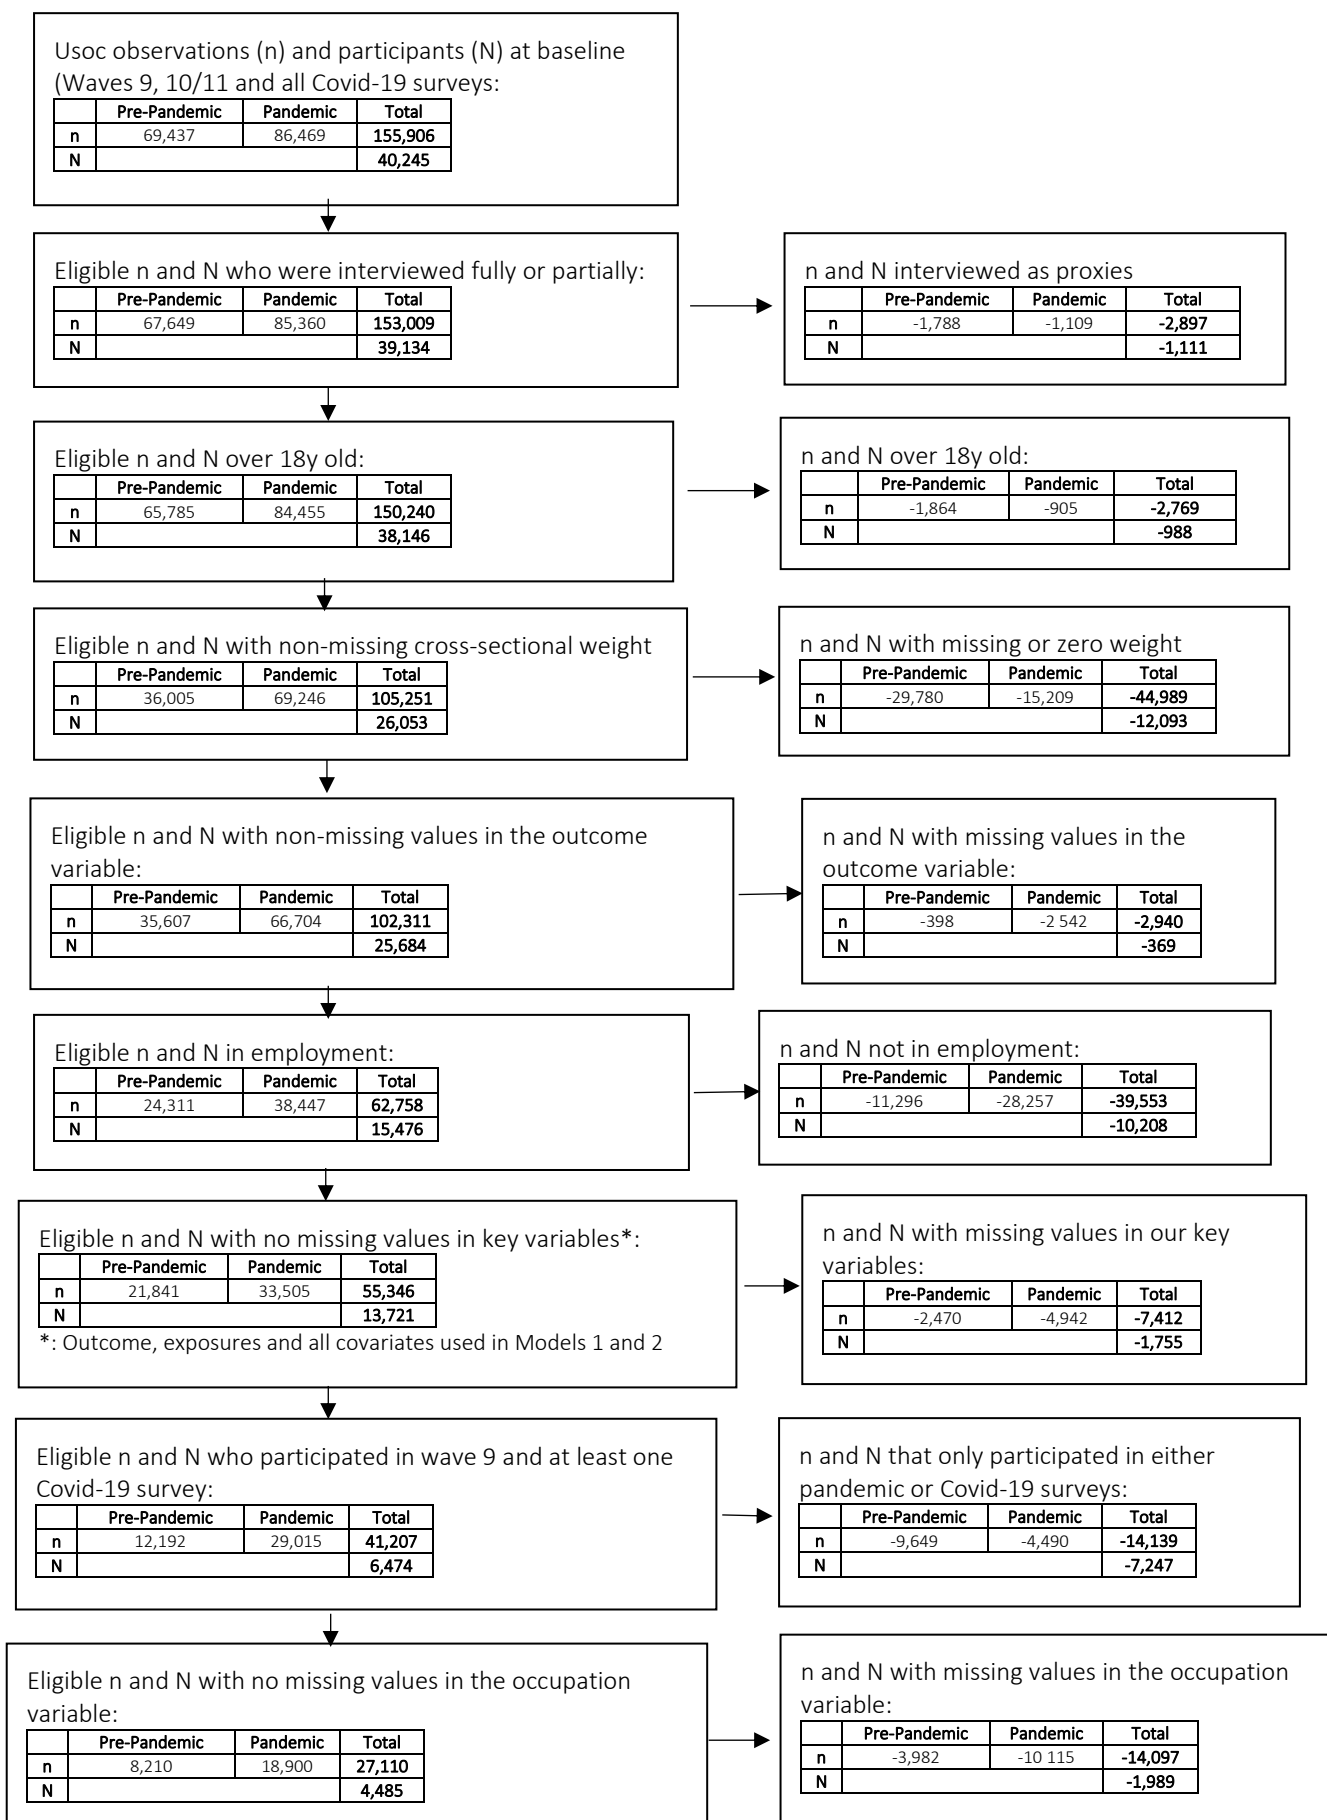 Usoc observations (n) and participants (N) at baseline
(Waves 9, 10/11 and all Covid-19 surveys:
Pre-Pandemic Pandemic Total
n 69,437 86,469 155,906
N 40,245
Eligible n and N who were interviewed fully or partially:
Pre-Pandemic Pandemic Total
n 67,649 85,360 153,009
N 39,134
n and N interviewed as proxies
Pre-Pandemic Pandemic Total
n -1,788 -1,109 -2,897
N -1,111
Eligible n and N over 18y old:
Pre-Pandemic Pandemic Total
n 65,785 84,455 150,240
N 38,146
n and N over 18y old:
Pre-Pandemic Pandemic Total
n -1,864 -905 -2,769
N -988
Eligible n and N with non-missing cross-sectional weight
Pre-Pandemic Pandemic Total
n 36,005 69,246 105,251
N 26,053
n and N with missing or zero weight
Pre-Pandemic Pandemic Total
n -29,780 -15,209 -44,989
N -12,093
Eligible n and N with non-missing values in the outcome
variable:
Pre-Pandemic Pandemic Total
n 35,607 66,704 102,311
N 25,684
n and N with missing values in the
outcome variable:
Pre-Pandemic Pandemic Total
n -398 -2 542 -2,940
N -369
Eligible n and N in employment:
Pre-Pandemic Pandemic Total
n 24,311 38,447 62,758
N 15,476
n and N not in employment:
Pre-Pandemic Pandemic Total
n -11,296 -28,257 -39,553
N -10,208
Eligible n and N with no missing values in key variables*:
Pre-Pandemic Pandemic Total
n 21,841 33,505 55,346
N 13,721
*: Outcome, exposures and all covariates used in Models 1 and 2
n and N with missing values in our key
variables:
Pre-Pandemic Pandemic Total
n -2,470 -4,942 -7,412
N -1,755
Eligible n and N who participated in wave 9 and at least one
Covid-19 survey:
Pre-Pandemic Pandemic Total
n 12,192 29,015 41,207
N 6,474
n and N that only participated in either
pandemic or Covid-19 surveys:
Pre-Pandemic Pandemic Total
n -9,649 -4,490 -14,139
N -7,247
Eligible n and N with no missing values in the occupation
variable:
Pre-Pandemic Pandemic Total
n 8,210 18,900 27,110
N 4,485
n and N with missing values in the occupation
variable:
Pre-Pandemic Pandemic Total
n -3,982 -10 115 -14,097
N -1,989